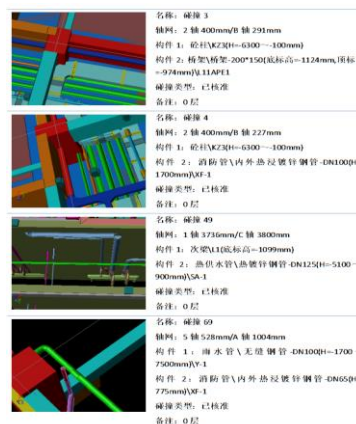 名称：碰撞 3
轴网：2 轴 400mm/B 轴 291mm
构件 1：砼柱\KZ3(H=-6300～-100mm)
构件 2：桥架\桥架-200*150(底标高=-1124mm,顶标
=-974mm)\L11APE1
碰撞类型：已核准
备注：0 层
名称：碰撞 4
轴网：2 轴 400mm/B 轴 227mm
构件 1：砼柱\KZ3(H=-6300～-100mm)
构件 2：消防管\内外热浸镀锌钢管-DN100(H
1700mm)\XF-1
碰撞类型：已核准
备注：0 层
名称：碰撞 49
轴网：1 轴 3736mm/C 轴 3800mm
构件 1：次梁\L1(底标高=-1099mm)
构件 2：热供水管\热镀锌钢管-DN125(H=-5100~-
900mm)\SA-1
碰撞类型：已核准
备注：0 层
名称：碰撞 69
轴网：5 轴 528mm/A 轴 1004mm
构件 1：雨水管\无缝钢管-DN100(H=-1700
7500mm)\Y-1
构件 2：消防管\内外热浸镀锌钢管-DN65(H
775mm)\XF-1
碰撞类型：已核准
备注：0 层